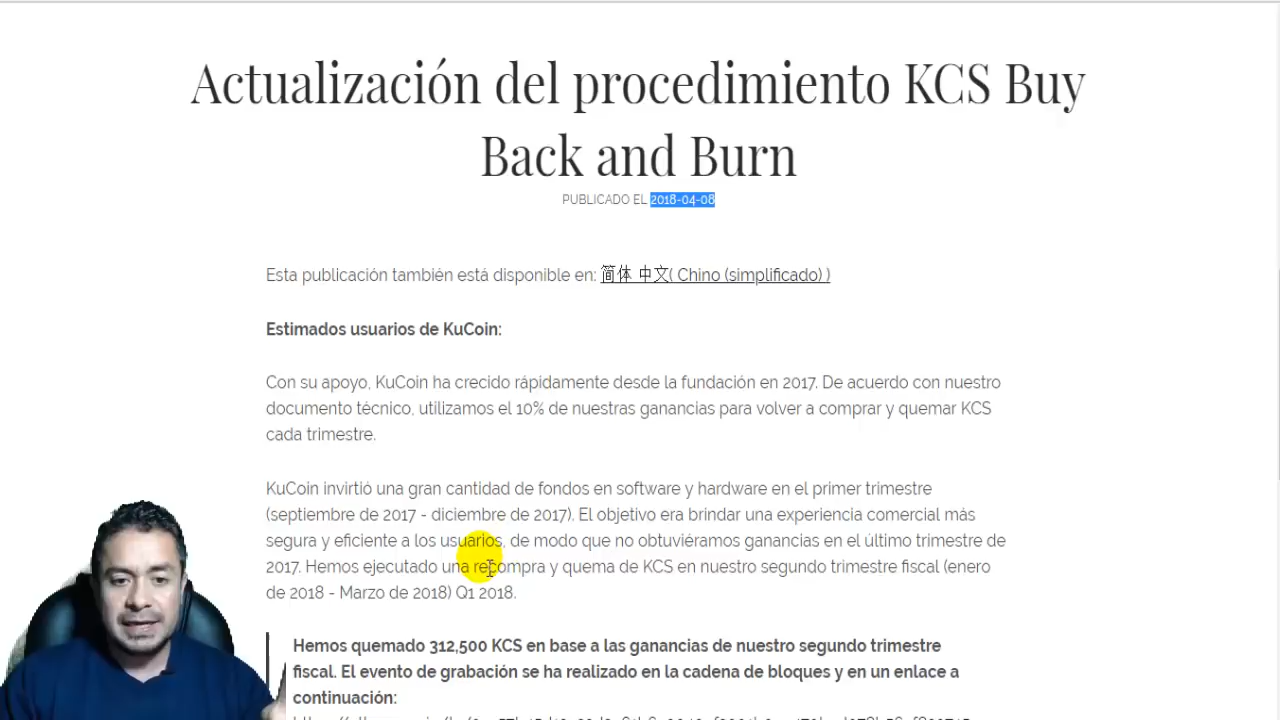 Actualización del procedimiento KCS Buy
Back and Burn
PUBLICADO EL 2018-04-08
Esta publicación también está disponible en: 简体 中文( Chino (simplificado) )
Estimados usuarios de KuCoin:
Con su apoyo, KuCoin ha crecido rápidamente desde la fundación en 2017. De acuerdo con nuestro
documento técnico, utilizamos el 10% de nuestras ganancias para volver a comprar y quemar KCS
cada trimestre.
KuCoin invirtió una gran cantidad de fondos en software y hardware en el primer trimestre
(septiembre de 2017 - diciembre de 2017). El objetivo era brindar una experiencia comercial más
segura y eficiente a los usuarios, de modo que no obtuviéramos ganancias en el último trimestre de
2017. Hemos ejecutado una recompra y quema de KCS en nuestro segundo trimestre fiscal (enero
de 2018 - Marzo de 2018) Q1 2018.
Hemos quemado 312,500 KCS en base a las ganancias de nuestro segundo trimestre
fiscal. El evento de grabación se ha realizado en la cadena de bloques y en un enlace a
continuación: